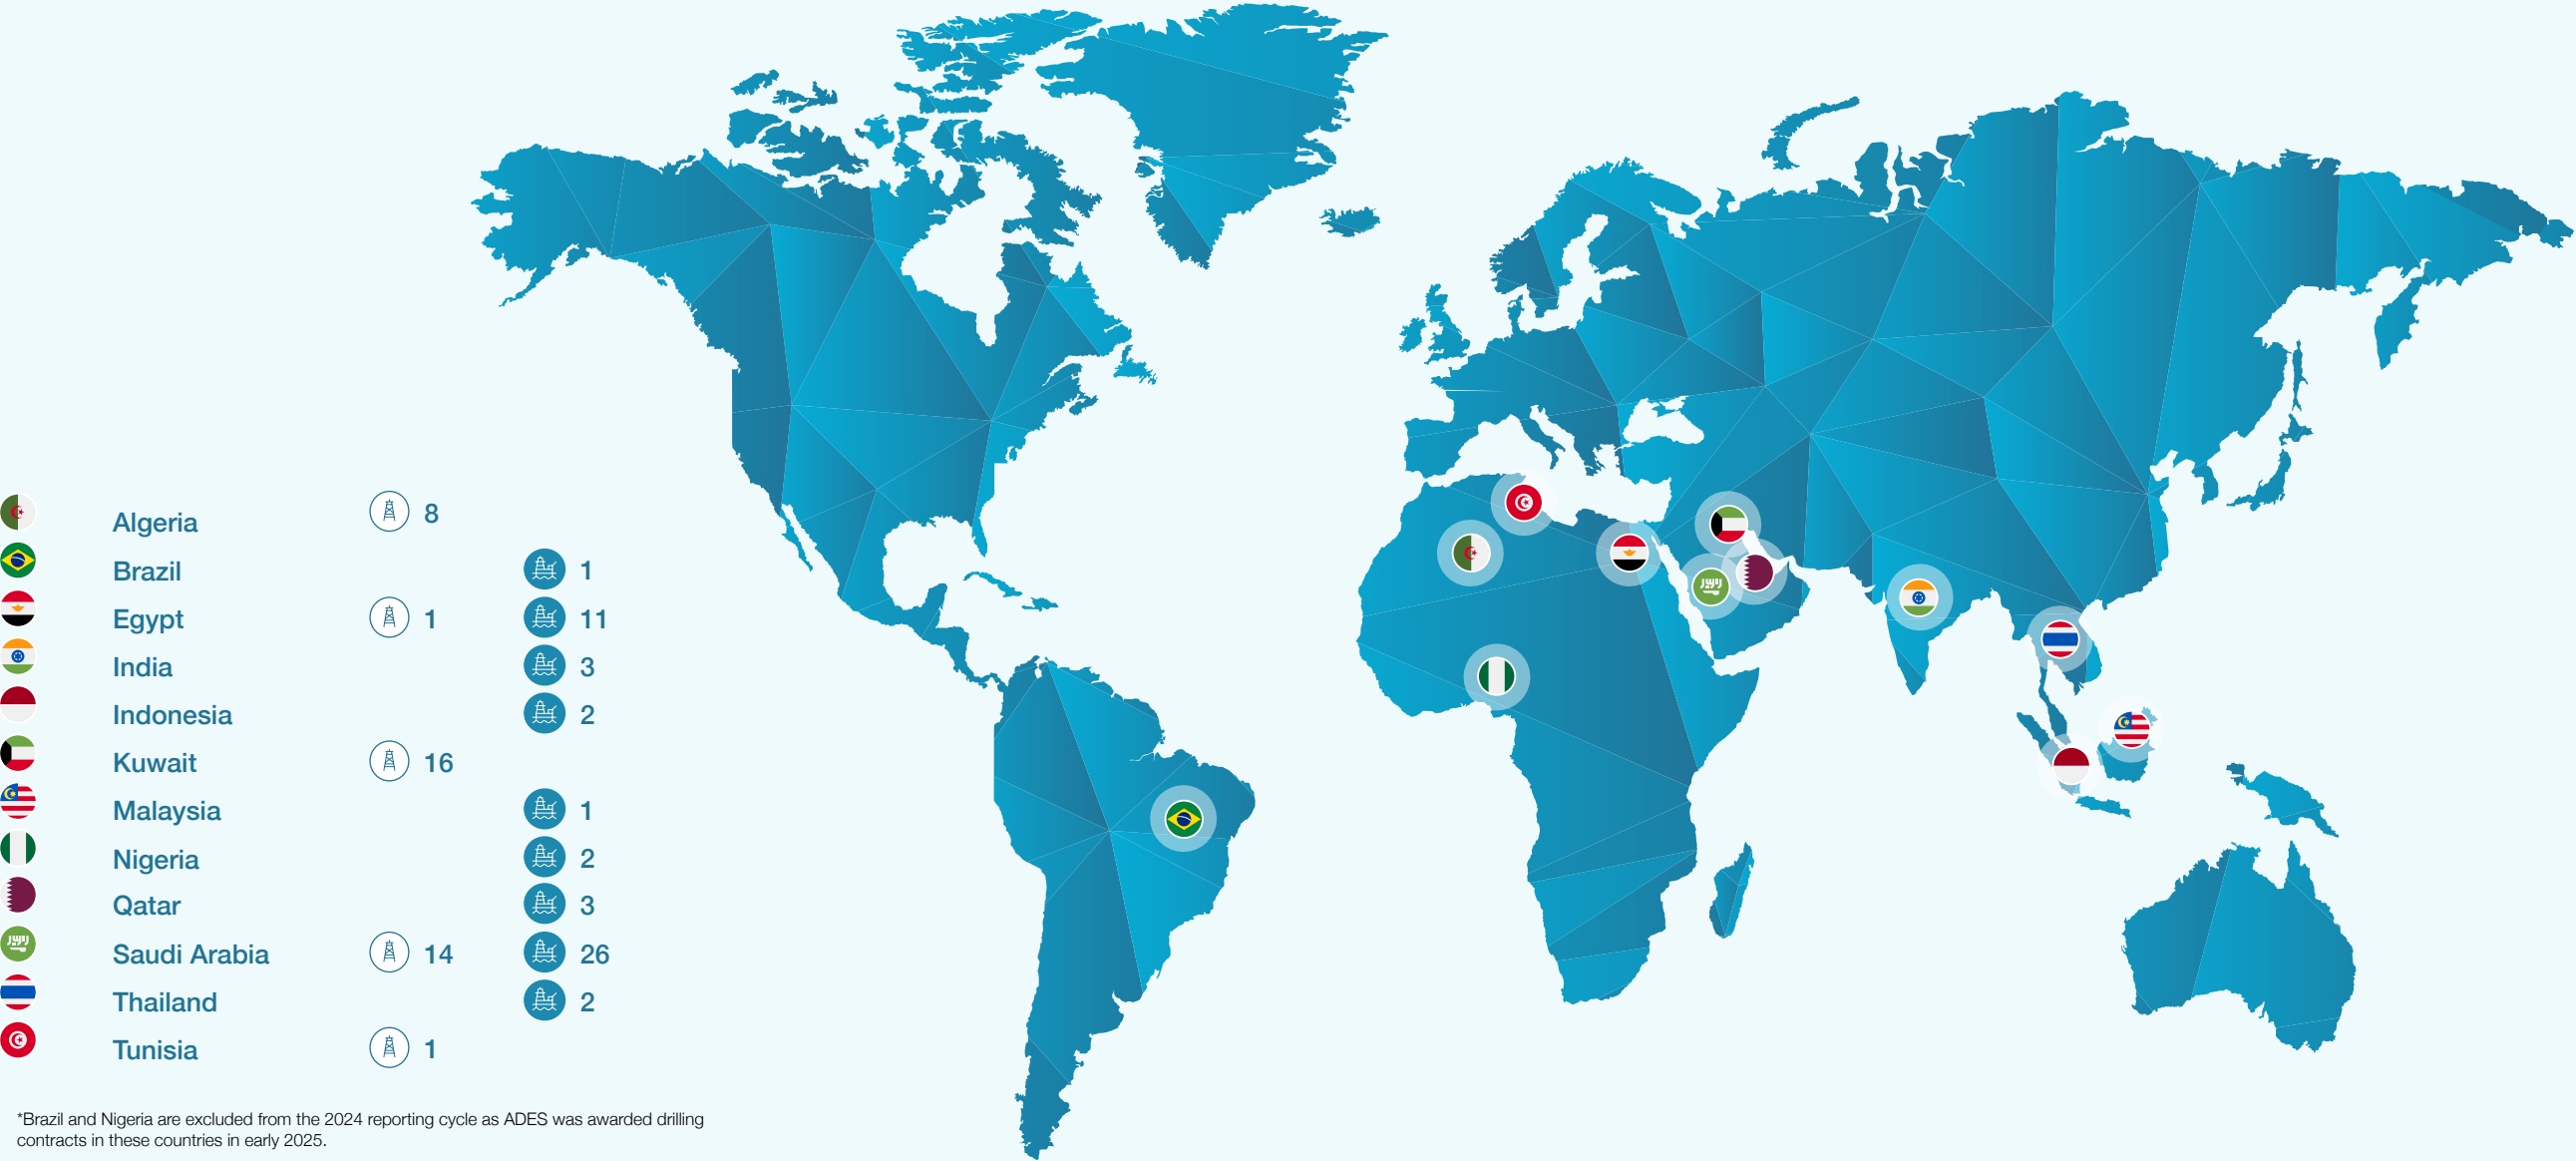 Algeria 8
Brazil 1
Egypt 1 11
India 3
Indonesia 2
Kuwait 16
Malaysia 1
Nigeria 2
Qatar 3
Saudi Arabia 14 26
Thailand 2
Tunisia 1
*Brazil and Nigeria are excluded from the 2024 reporting cycle as ADES was awarded drilling
contracts in these countries in early 2025.